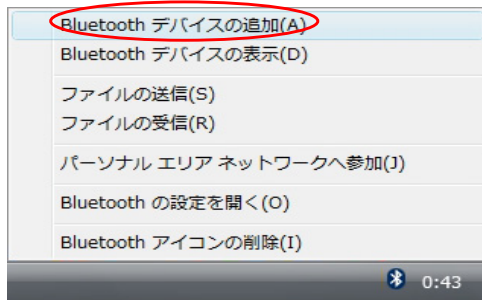 Bluetooth デバイスの追加(A)
Bluetooth デバイスの表示(D)
ファイルの送信(S)
ファイルの受信(R)
パーソナル エリア ネットワークへ参加(J)
Bluetooth の設定を開く(O)
Bluetooth アイコンの削除(I)
0:43